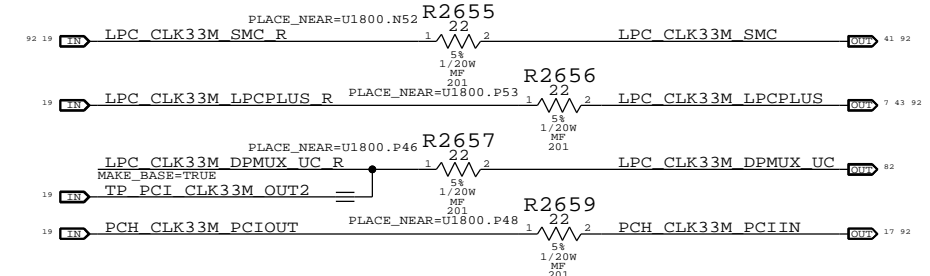 PLACE_NEAR=U1800.N52 R2655
22
92 19 IN LPC_CLK33M_SMC_R 1 2 LPC_CLK33M_SMC OUT 41 92
5%
1/20W
MF
201
R2656
PLACE_NEAR=U1800.P53 22
19 IN LPC_CLK33M_LPCPLUS_R 1 2 LPC_CLK33M_LPCPLUS OUT 7 43 92
5%
1/20W
MF
201
PLACE_NEAR=U1800.P46 R2657
22
LPC_CLK33M_DPMUX_UC_R 1 2 LPC_CLK33M_DPMUX_UC OUT 82
MAKE_BASE=TRUE
19 IN TP_PCI_CLK33M_OUT2
5%
1/20W
MF
201
R2659
PLACE_NEAR=U1800.P48 22
19 IN PCH_CLK33M_PCIOUT 1 2 PCH_CLK33M_PCIIN OUT 17 92
5%
1/20W
MF
201